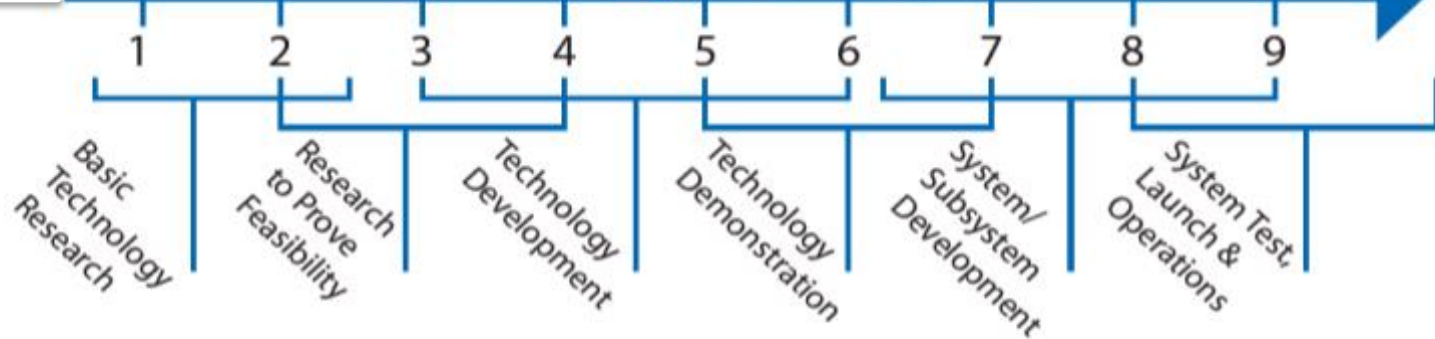 1 2 3 4 5 6 7 8 9
Basic
Technology
Research
Research
to Prove
Feasibility
Technology
Development
Technology
Demonstration
System/
Subsystem
Development
System Test,
Launch &
Operations